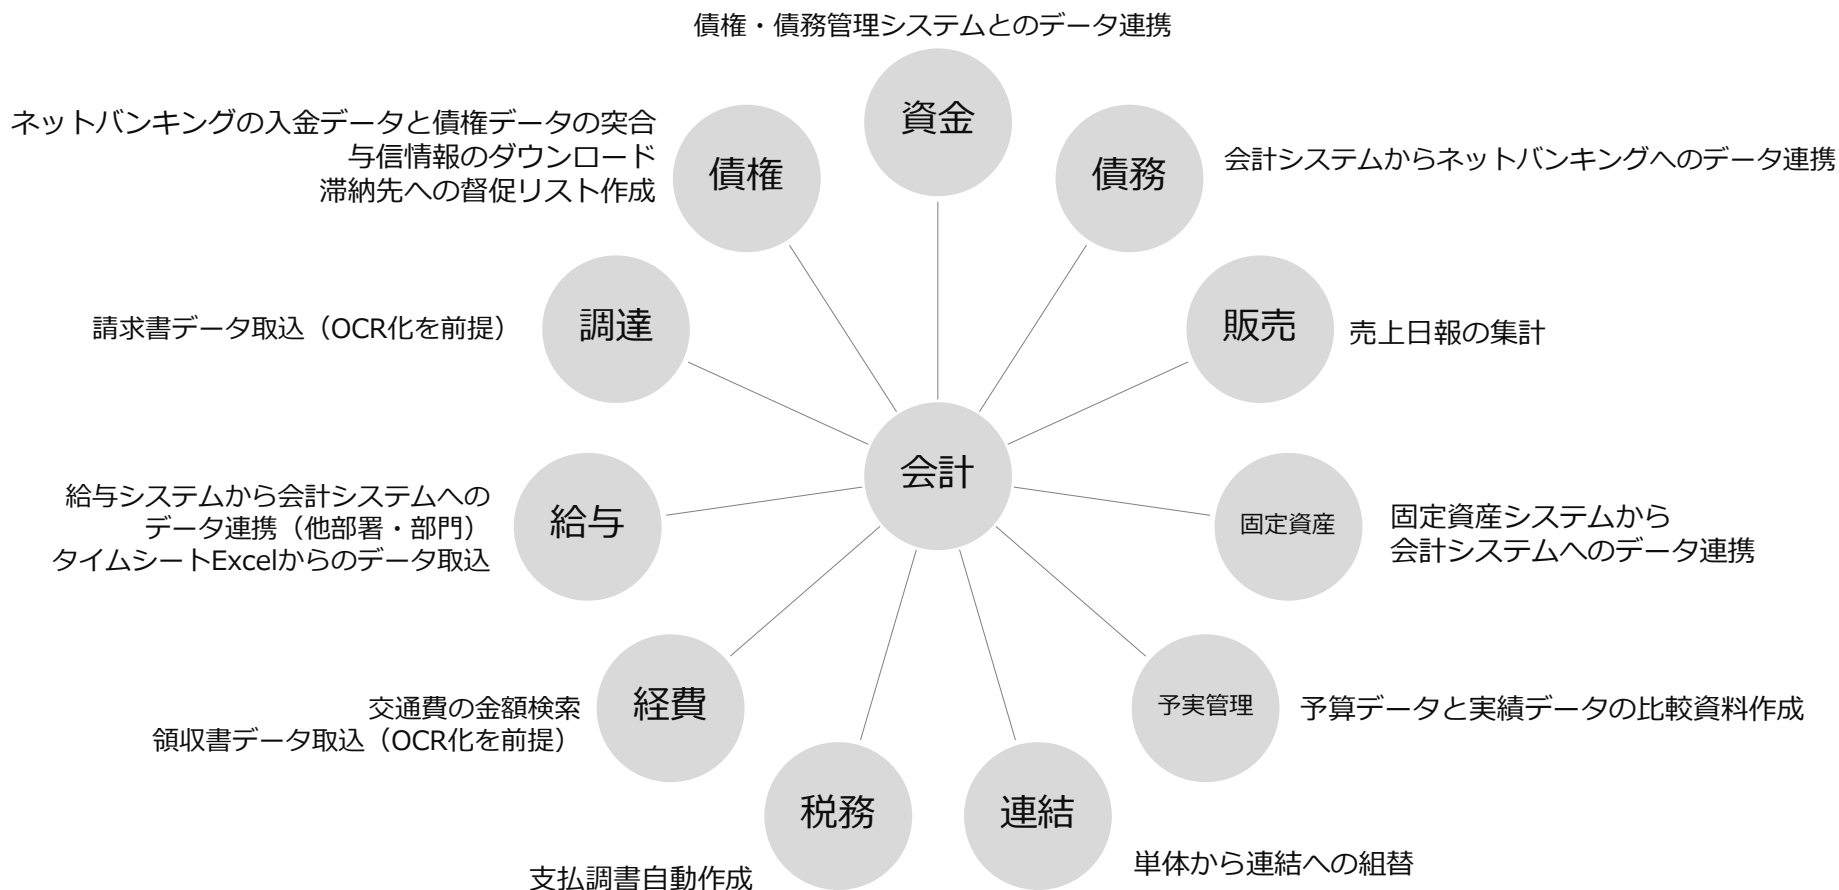 債権・債務管理システムとのデータ連携
資金
ネットバンキングの入金データと債権データの突合
与信情報のダウンロード
滞納先への督促リスト作成
債権
債務
会計システムからネットバンキングへのデータ連携
請求書データ取込（OCR化を前提）
調達
販売
売上日報の集計
会計
給与システムから会計システムへの
データ連携（他部署・部門）
タイムシートExcelからのデータ取込
給与
固定資産
固定資産システムから
会計システムへのデータ連携
交通費の金額検索
領収書データ取込（OCR化を前提）
経費
予実管理
予算データと実績データの比較資料作成
税務
支払調書自動作成
連結
単体から連結への組替